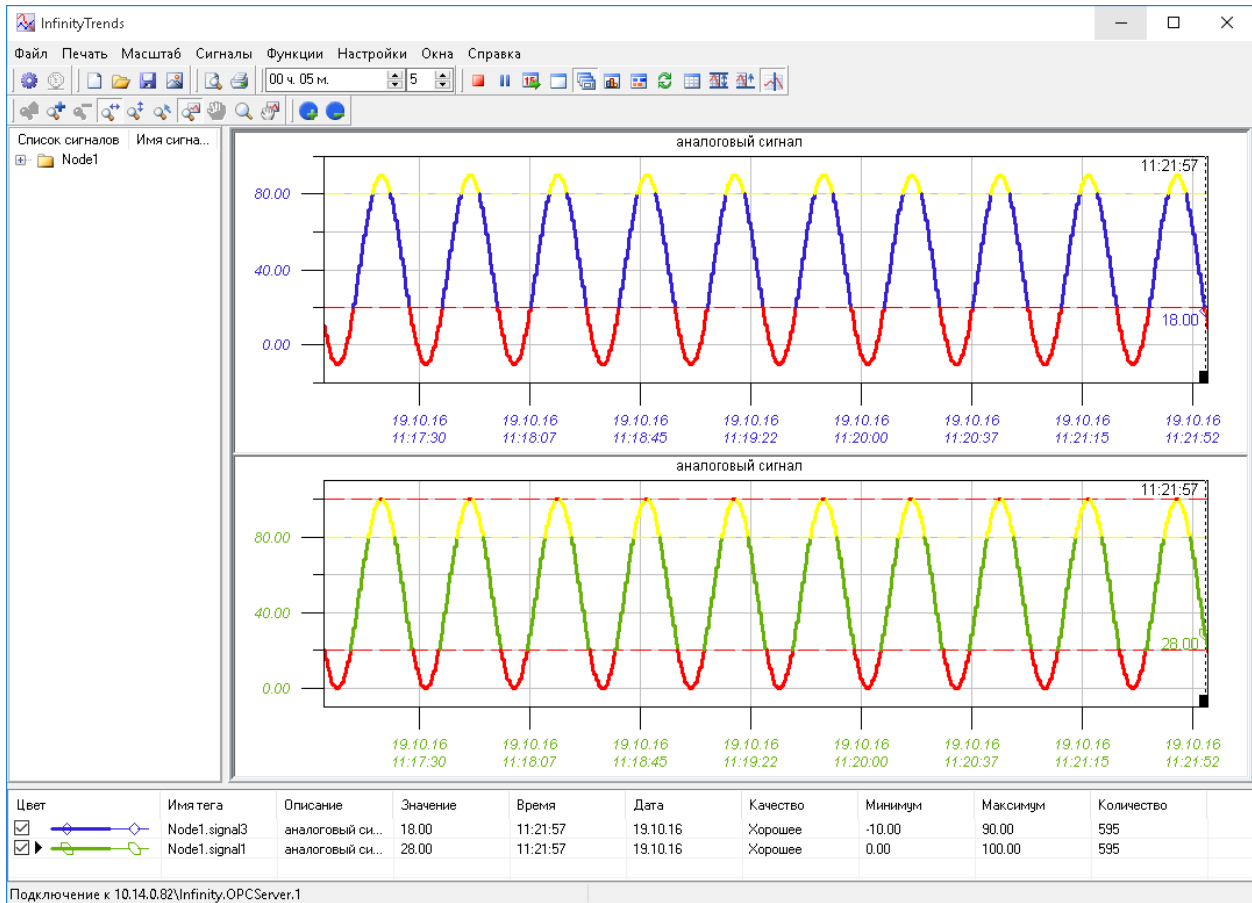 InfinityTrends
Файл Печать Масштаб Сигналы Функции Настройки Окна Справка
00 ч. 05 м. 5 15
Список сигналов Имя сигна...
Node1
аналоговый сигнал
11:21:57
80.00
40.00
18.00
0.00
19.10.16 19.10.16 19.10.16 19.10.16 19.10.16 19.10.16 19.10.16 19.10.16
11:17:30 11:18:07 11:18:45 11:19:22 11:20:00 11:20:37 11:21:15 11:21:52
аналоговый сигнал
11:21:57
80.00
40.00
28.00
0.00
19.10.16 19.10.16 19.10.16 19.10.16 19.10.16 19.10.16 19.10.16 19.10.16
11:17:30 11:18:07 11:18:45 11:19:22 11:20:00 11:20:37 11:21:15 11:21:52
Цвет Имя тега Описание Значение Время Дата Качество Минимум Максимум Количество
Node1.signal3 аналоговый си... 18.00 11:21:57 19.10.16 Хорошее -10.00 90.00 595
Node1.signal1 аналоговый си... 28.00 11:21:57 19.10.16 Хорошее 0.00 100.00 595
Подключение к 10.14.0.82\Infinity.OPCServer.1